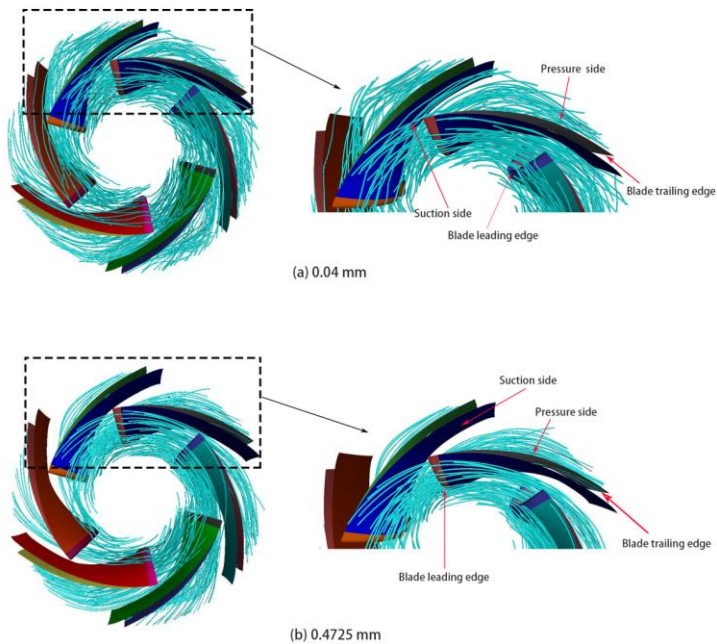 Pressure side
Blade trailing edge
Suction side
Blade leading edge
(a) 0.04 mm
Suction side
Pressure side
Blade trailing edge
Blade leading edge
(b) 0.4725 mm